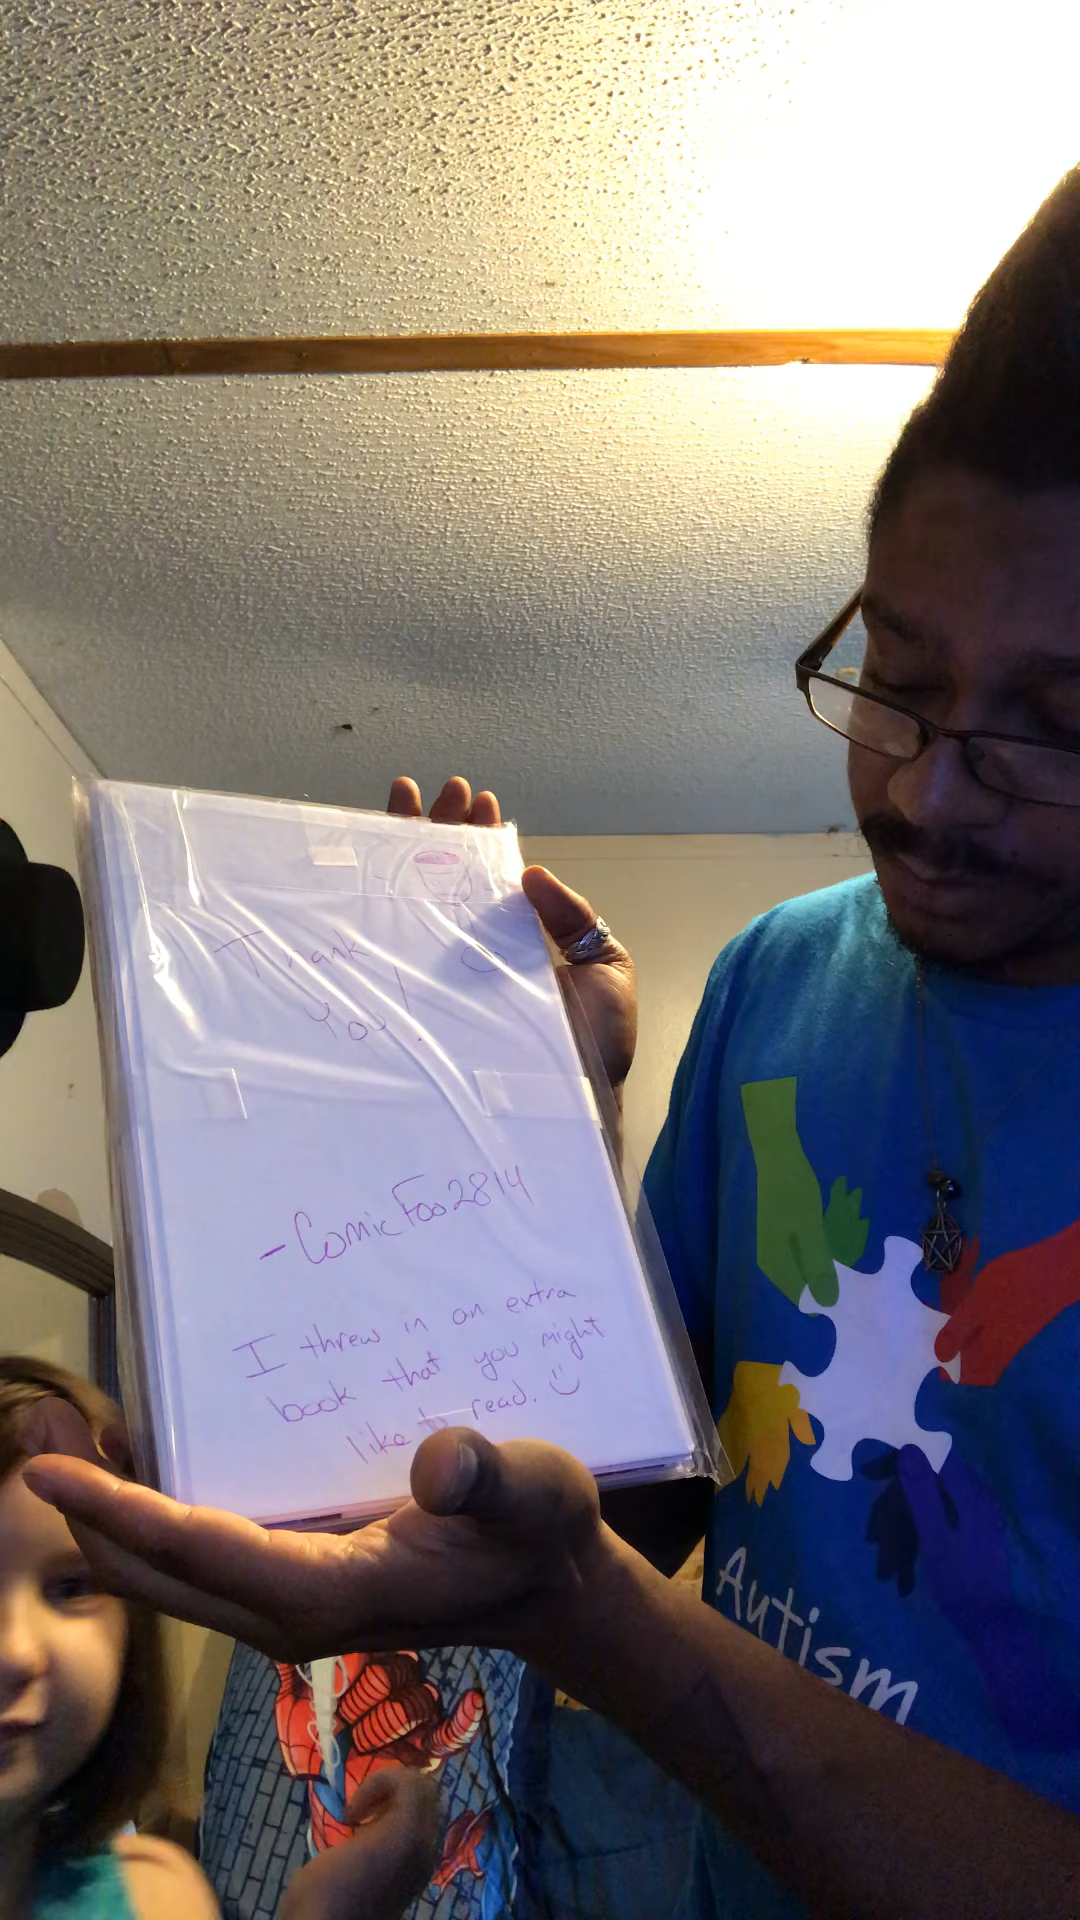 Thank
You!
- ComicFoo2814
I threw in an extra
book that you might
like to read.
Autism